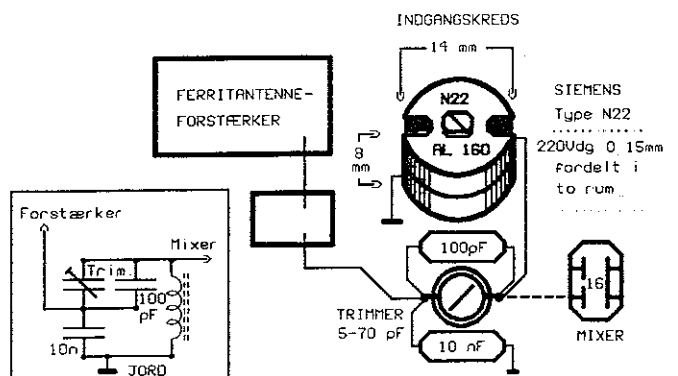 INDGANGSKREDS
14 mm
FERRITANTENNE-
FORSTÆRKER
N22
AL 160
8 mm
SIEMENS
Type N22
220Vdg 0.15mm
fordelt i
to rum
Forstærker
Mixer
Trim.
100
pF
10n
JORD
100pF
TRIMMER
5-70 pF
10 nF
16
MIXER